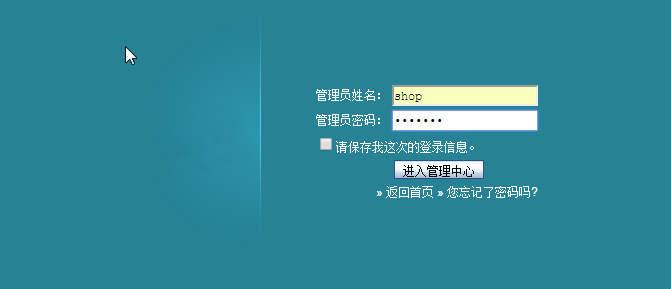 管理员姓名: shop
管理员密码: •••••••
请保存我这次的登录信息。
进入管理中心
» 返回首页 » 您忘记了密码吗?